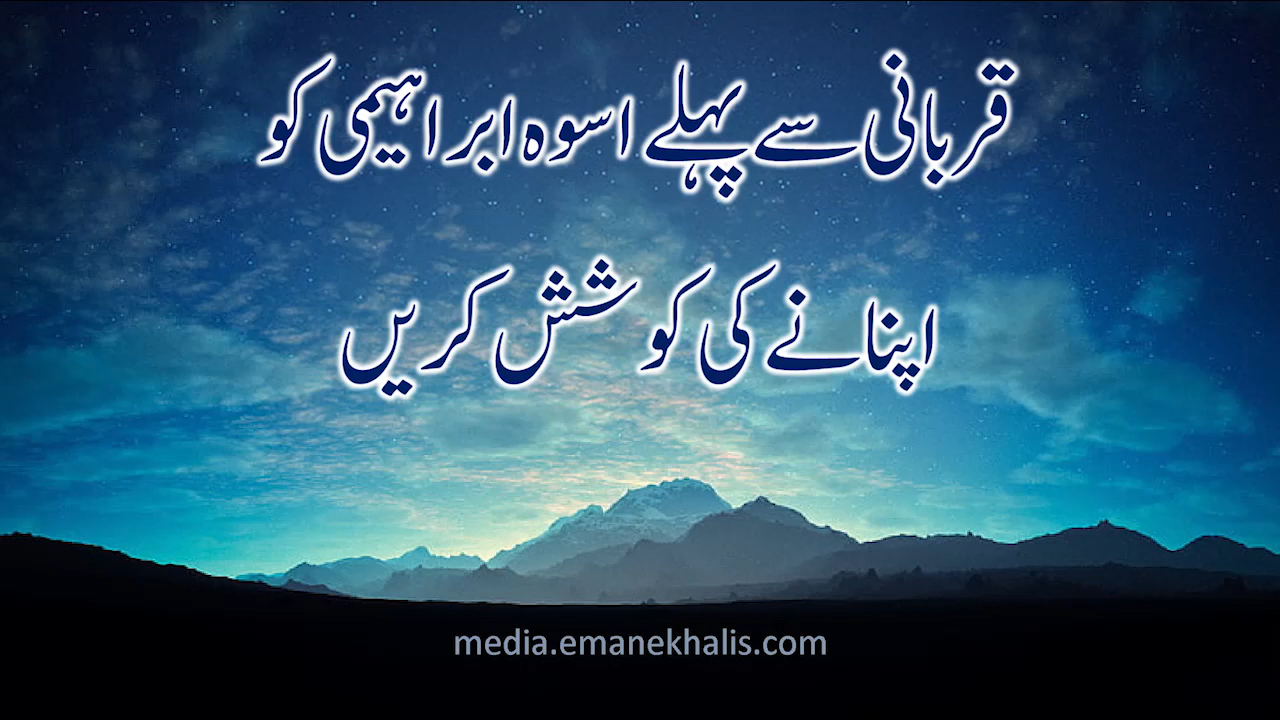 قربانی سے پہلے اسوہ ابراہیمی کو
اپنانے کی کوشش کریں
media.emanekhalis.com